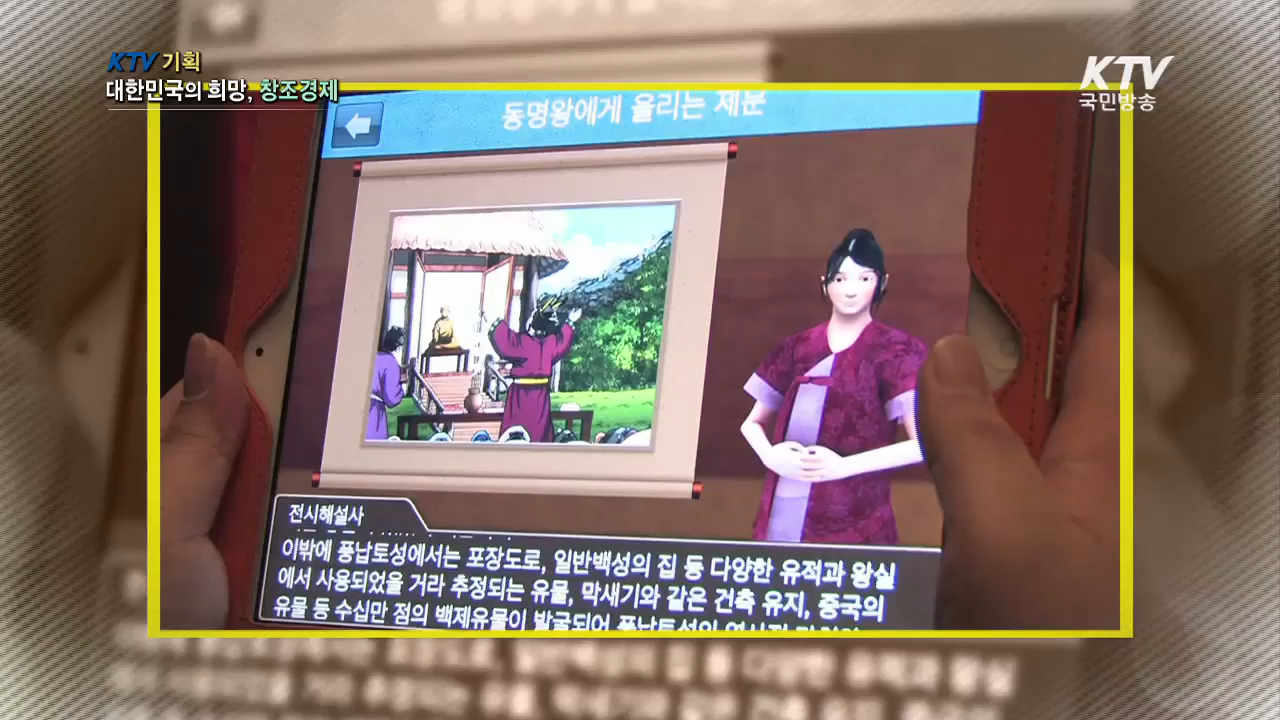 KTV 기획
대한민국의 희망, 창조경제
KTV
국민방송
동명왕에게 올리는 제문
전시해설사
이밖에 풍납토성에서는 포장도로, 일반백성의 집 등 다양한 유적과 왕실
에서 사용되었을 거라 추정되는 유물, 막새기와 같은 건축 유지, 중국의
유물 등 수십만 점의 백제유물이 발굴되어 풍납토성의